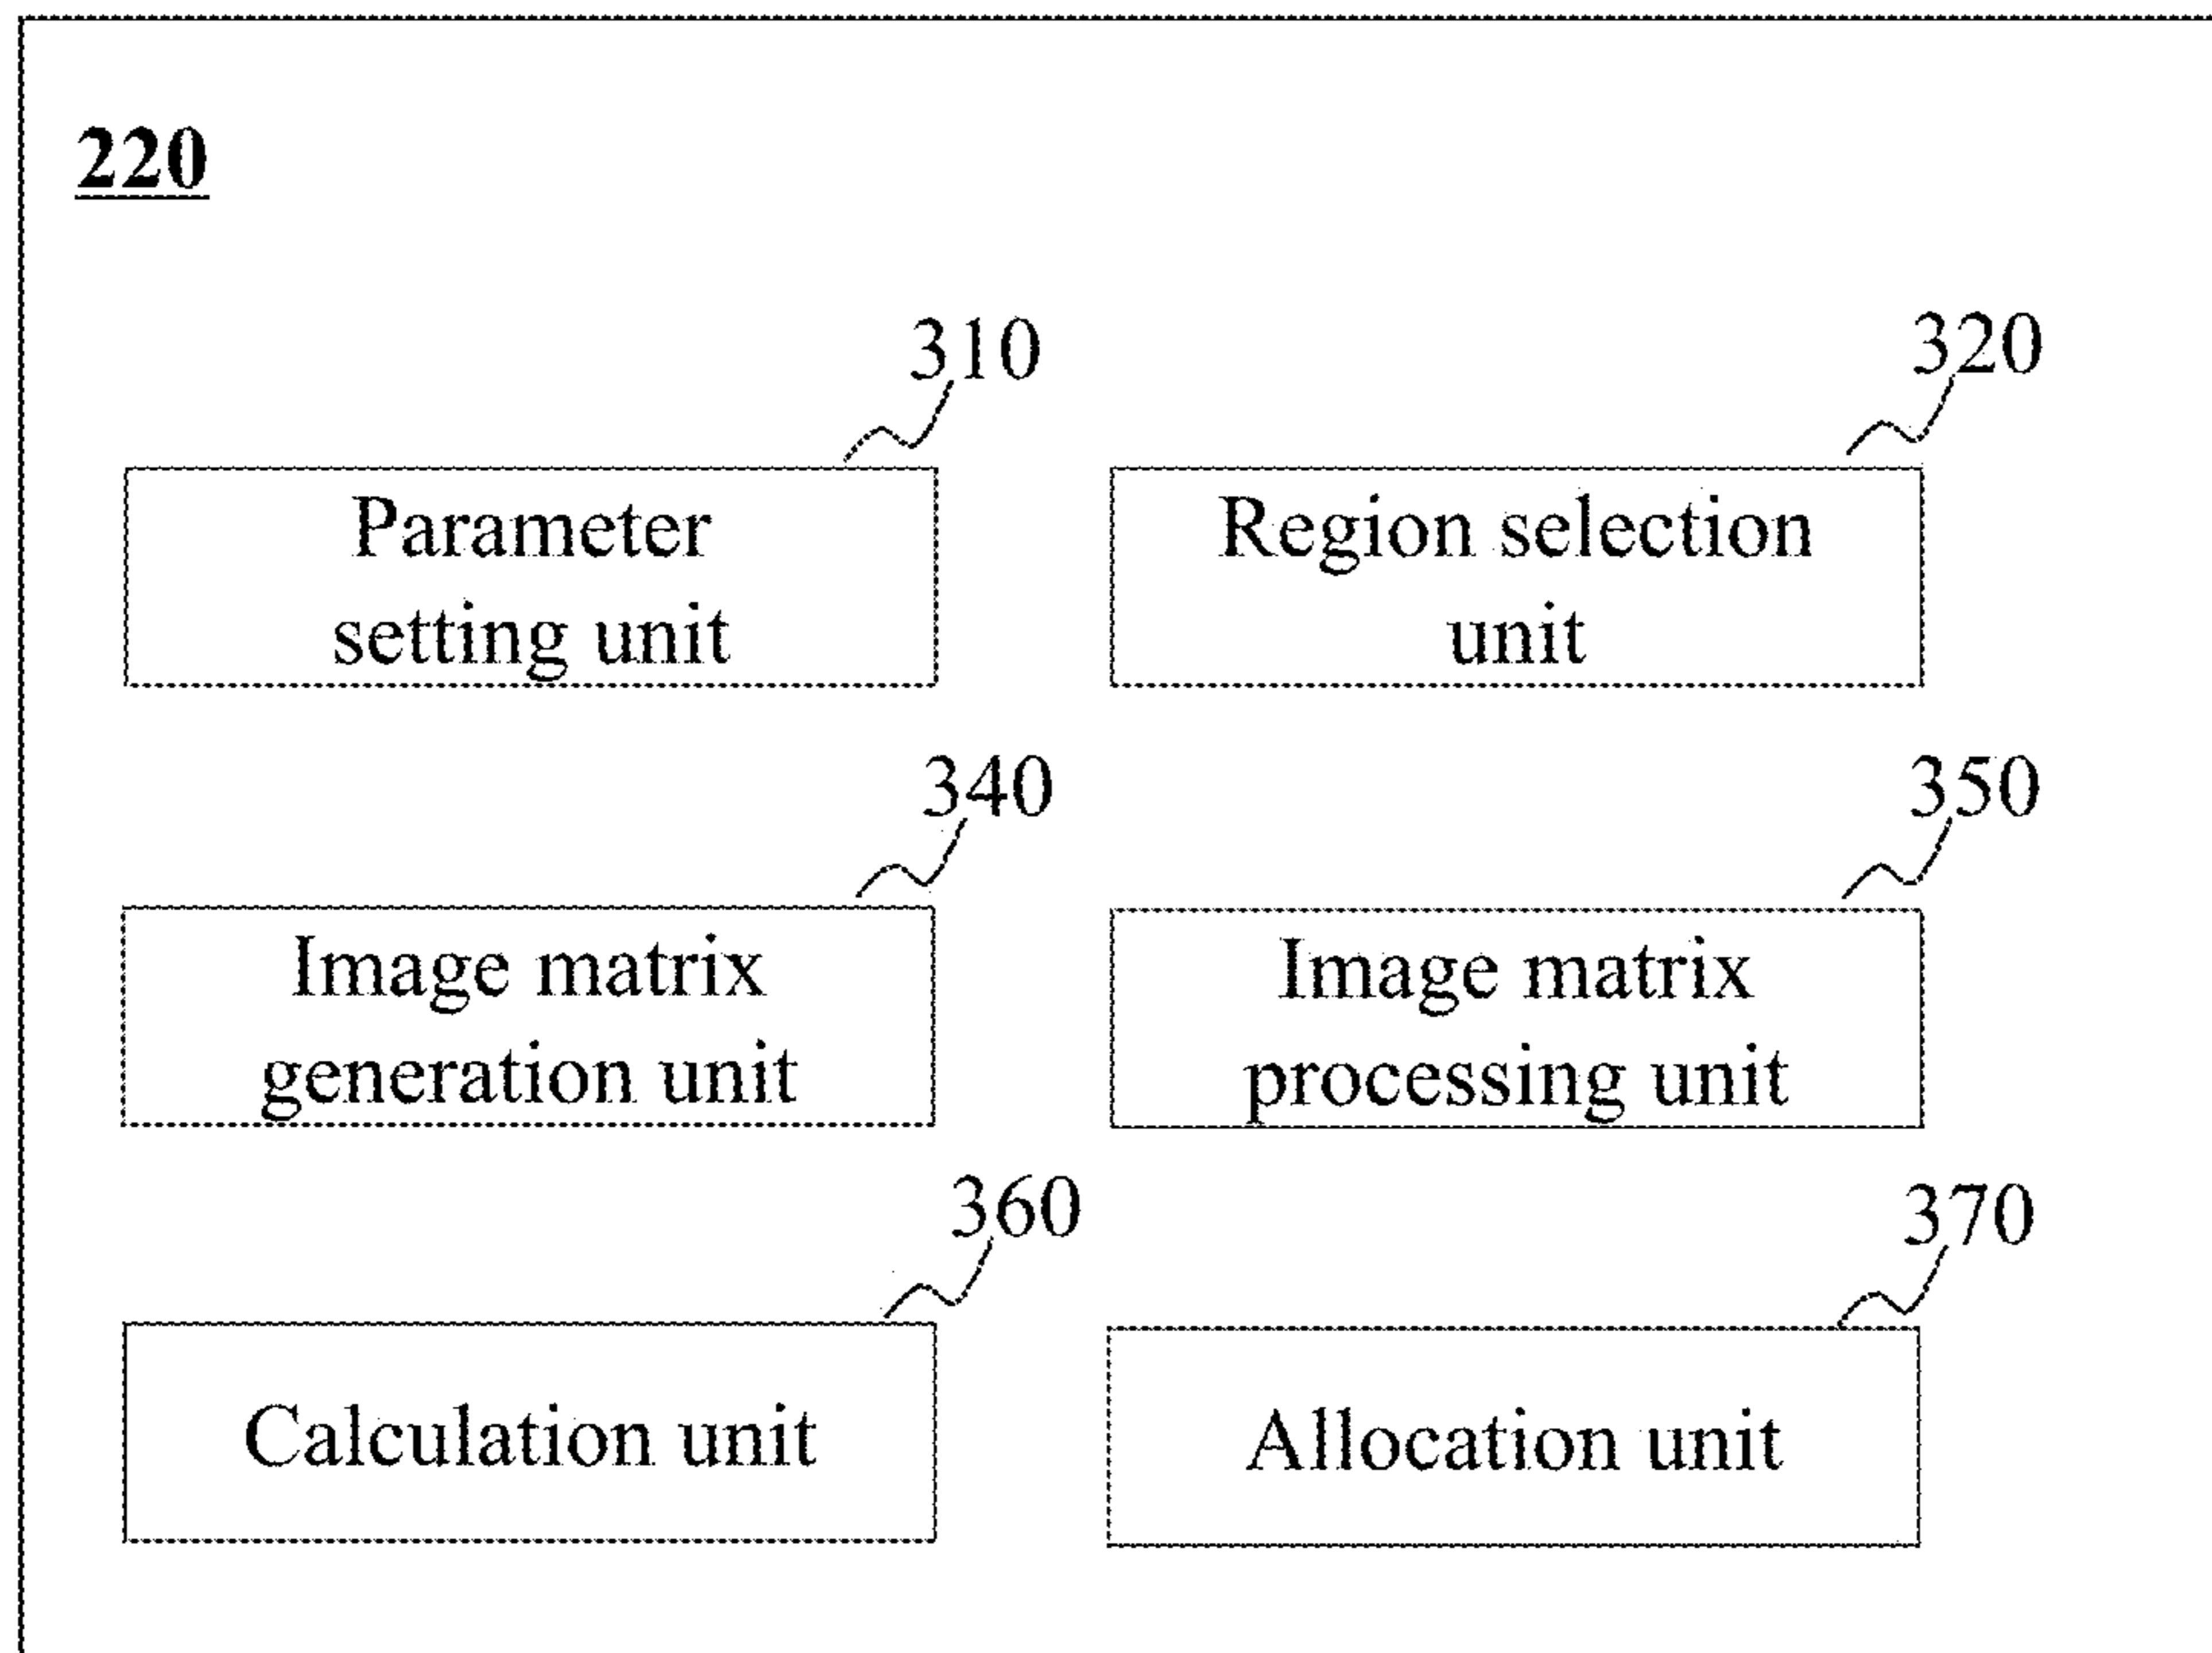 220
310
320
Parameter
setting unit
Region selection
unit
340
350
Image matrix
generation unit
Image matrix
processing unit
360
370
Calculation unit
Allocation unit